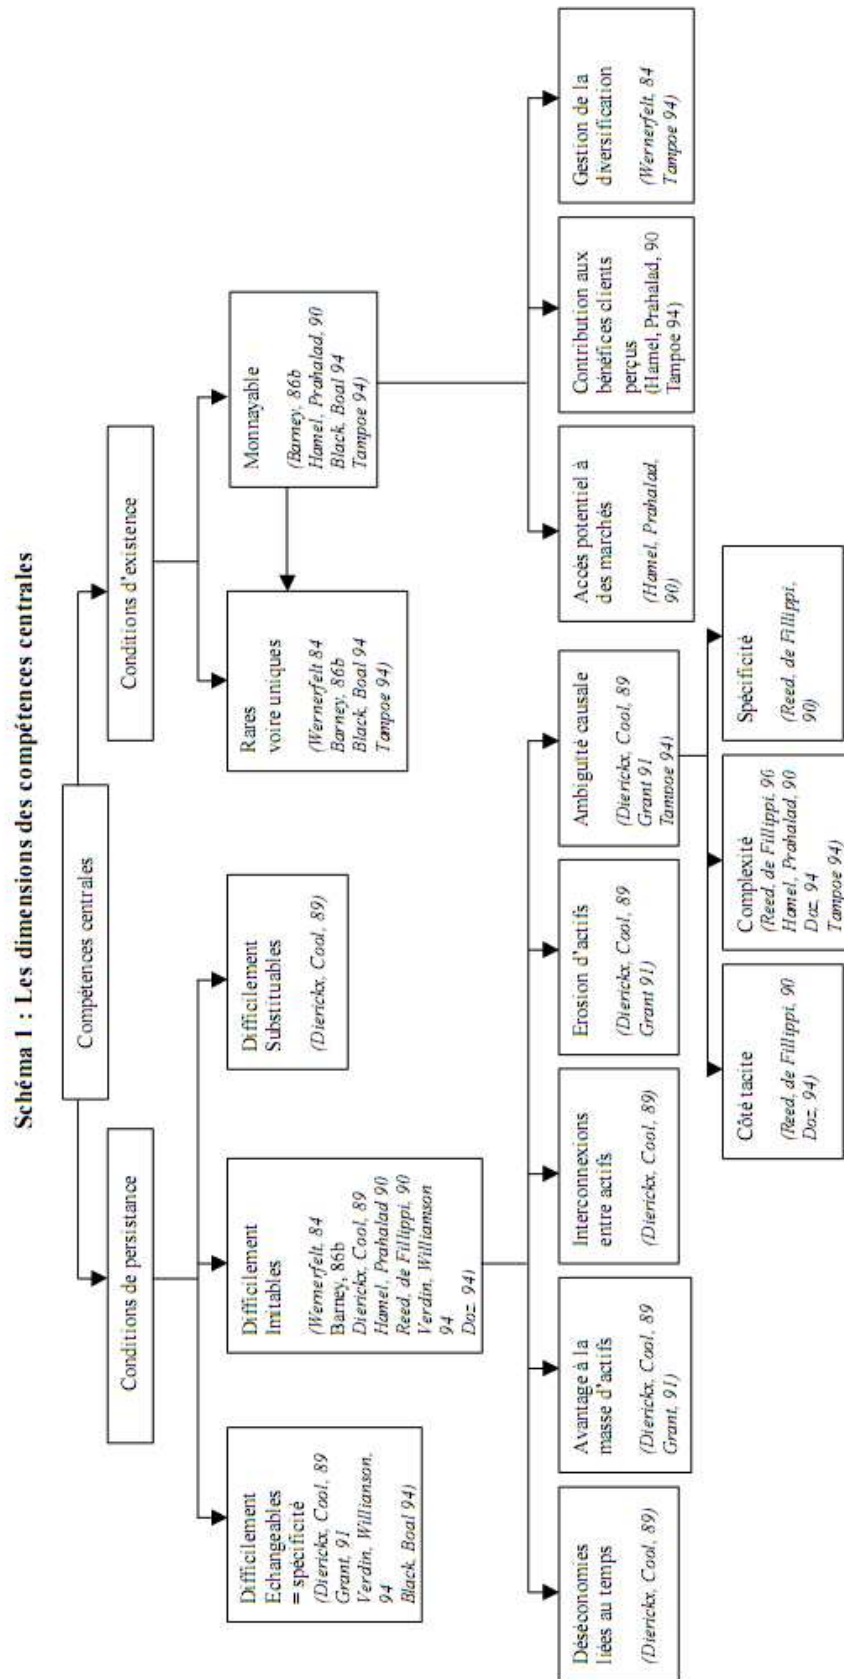 Schéma 1 : Les dimensions des compétences centrales
Compétences centrales
Conditions de persistance
Conditions d'existence
Difficilement
Echangeables
= spécificité
(Dierickx, Cool, 89
Grant, 91
Verdin, Willianson,
94
Black, Boal 94)
Difficilement
Imitables
(Wernerfelt, 84
Barney, 86b
Dierickx, Cool, 89
Hamel, Prahalad 90
Reed, de Fillippi, 90
Verdin, Williamson
94
Doz, 94)
Difficilement
Substituables
(Dierickx, Cool, 89)
Rares
voire uniques
(Wernerfelt 84
Barney, 86b
Black, Boal 94
Tampoe 94)
Monnayable
(Barney, 86b
Hamel, Prahalad, 90
Black, Boal 94
Tampoe 94)
Déséconomies
liées au temps
(Dierickx, Cool, 89)
Avantage à la
masse d'actifs
(Dierickx, Cool, 89
Grant, 91)
Interconnexions
entre actifs
(Dierickx, Cool, 89)
Erosion d'actifs
(Dierickx, Cool, 89
Grant 91)
Ambiguïté causale
(Dierickx, Cool, 89
Grant 91
Tampoe 94)
Accès potentiel à
des marchés
(Hamel, Prahalad,
90)
Contribution aux
bénéfices clients
perçus
(Hamel, Prahalad, 90
Tampoe 94)
Gestion de la
diversification
(Wernerfelt, 84
Tampoe 94)
Côté tacite
(Reed, de Fillippi, 90
Doz, 94)
Complexité
(Reed, de Fillippi, 90
Hamel, Prahalad, 90
Doz, 94
Tampoe 94)
Spécificité
(Reed, de Fillippi,
90)